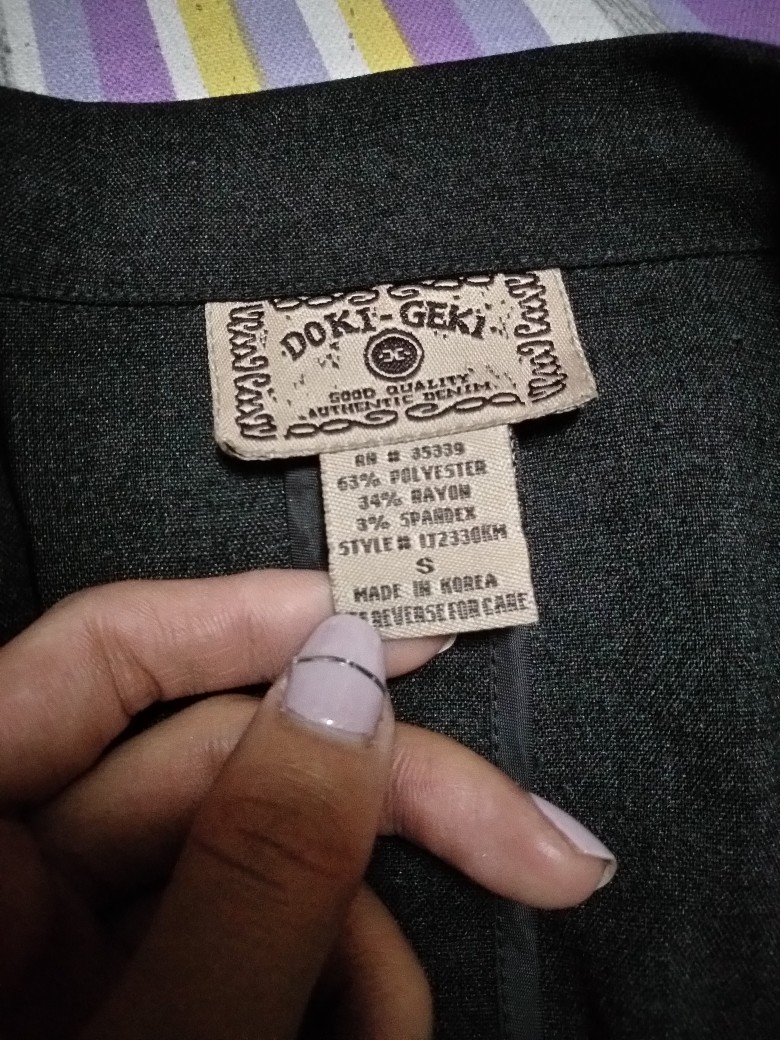 DOKI-GEKI
GOOD QUALITY
AUTHENTIC DENIM
RN # 35339
63% POLYESTER
34% RAYON
3% SPANDEX
STYLE# LT2330KM
S
MADE IN KOREA
REVERSE FOR CARE